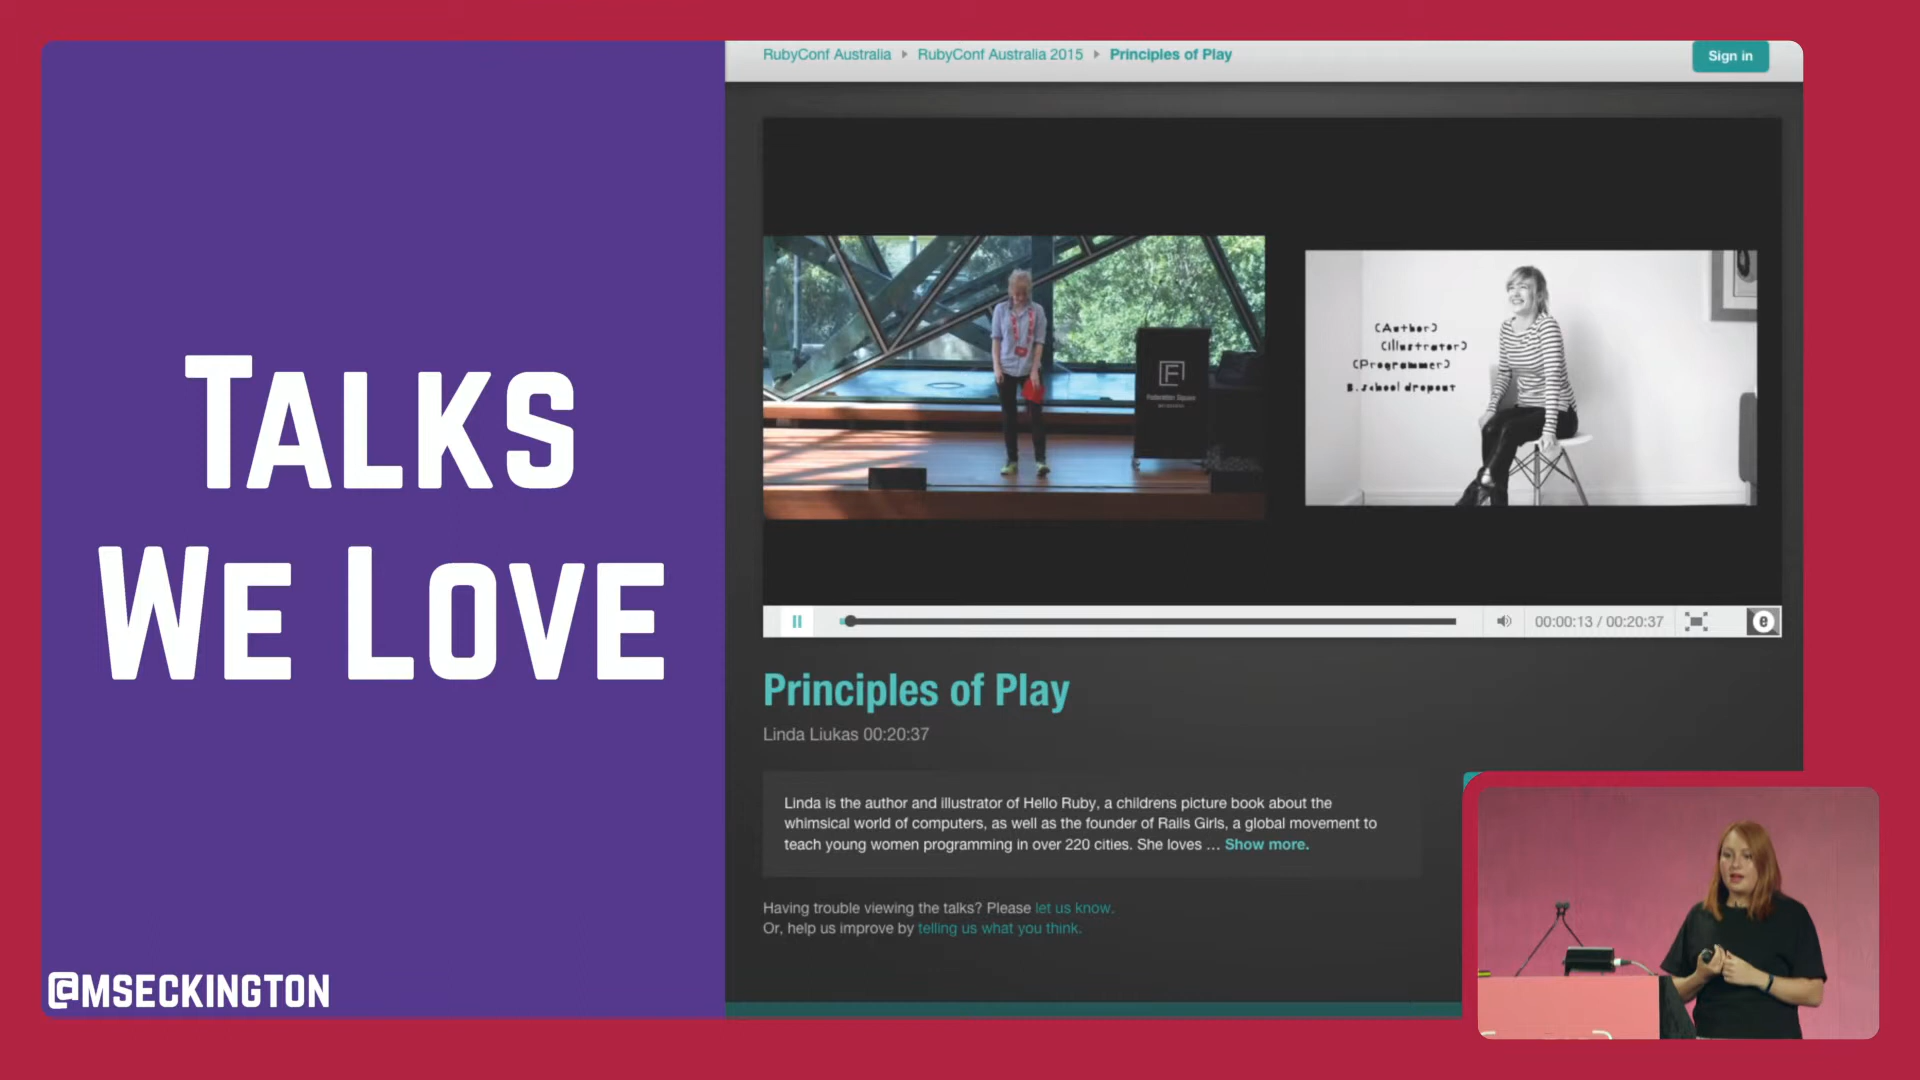 TALKS
WE LOVE
@MSECKINGTON
RubyConf Australia ▸ RubyConf Australia 2015 ▸ Principles of Play
Sign in
(Author)
(illustrator)
(Programmer)
B.school dropout
F
Federation Square
00:00:13 / 00:20:37
e
Principles of Play
Linda Liukas 00:20:37
Linda is the author and illustrator of Hello Ruby, a childrens picture book about the
whimsical world of computers, as well as the founder of Rails Girls, a global movement to
teach young women programming in over 220 cities. She loves ... Show more.
Having trouble viewing the talks? Please let us know.
Or, help us improve by telling us what you think.